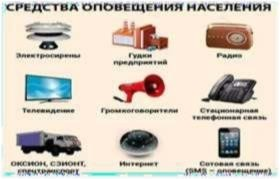 СРЕДСТВА ОПОВЕЩЕНИЯ НАСЕЛЕНИЯ
Электросирены
Гудки
предприятий
Радио
Телевидение
Громкоговорители
Стационарная
телефонная связь
ОКСИОН, СЗИОНТ,
спецтранспорт
Интернет
Сотовая связь
(SMS – оповещение)